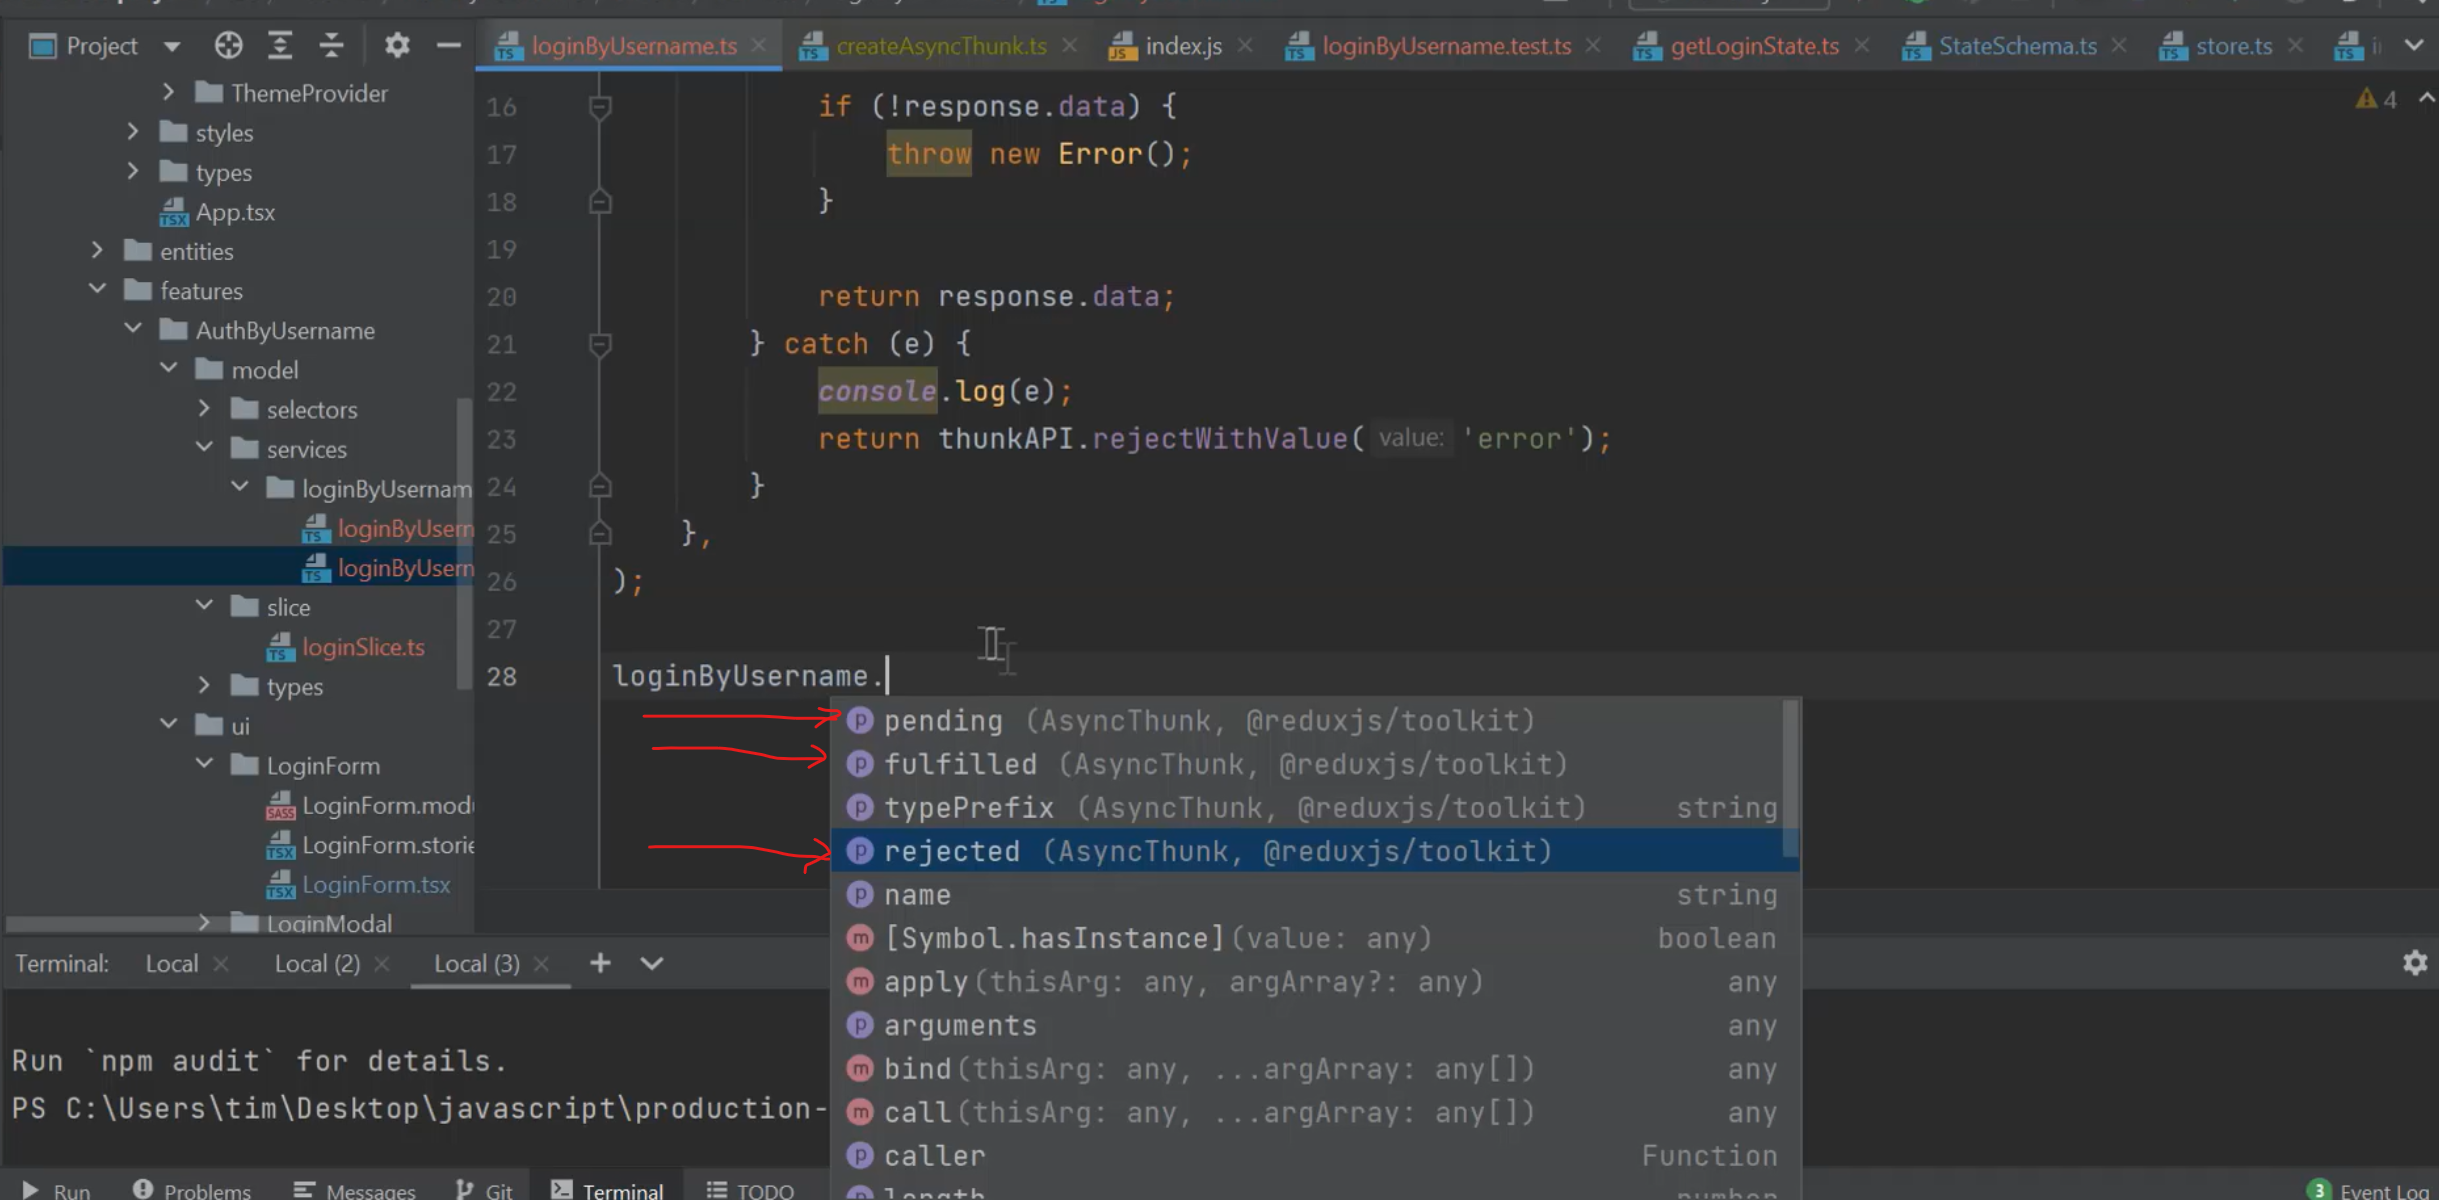 Project
loginByUsername.ts
createAsyncThunk.ts
index.js
loginByUsername.test.ts
getLoginState.ts
StateSchema.ts
store.ts
ThemeProvider
styles
types
App.tsx
entities
features
AuthByUsername
model
selectors
services
loginByUsernam
loginByUsern
loginByUsern
slice
loginSlice.ts
types
ui
LoginForm
LoginForm.modu
LoginForm.storie
LoginForm.tsx
LoginModal
4
16 if (!response.data) {
17 throw new Error();
18 }
19
20 return response.data;
21 } catch (e) {
22 console.log(e);
23 return thunkAPI.rejectWithValue( value: 'error');
24 }
25 },
26 );
27
28 loginByUsername.
pending (AsyncThunk, @reduxjs/toolkit)
fulfilled (AsyncThunk, @reduxjs/toolkit)
typePrefix (AsyncThunk, @reduxjs/toolkit) string
rejected (AsyncThunk, @reduxjs/toolkit)
name string
[Symbol.hasInstance](value: any) boolean
apply(thisArg: any, argArray?: any) any
arguments any
bind(thisArg: any, ...argArray: any[]) any
call(thisArg: any, ...argArray: any[]) any
caller Function
length number
Terminal: Local Local (2) Local (3)
Run `npm audit` for details.
PS C:\Users\tim\Desktop\javascript\production-
Run Problems Messages Git Terminal TODO
3 Event Log